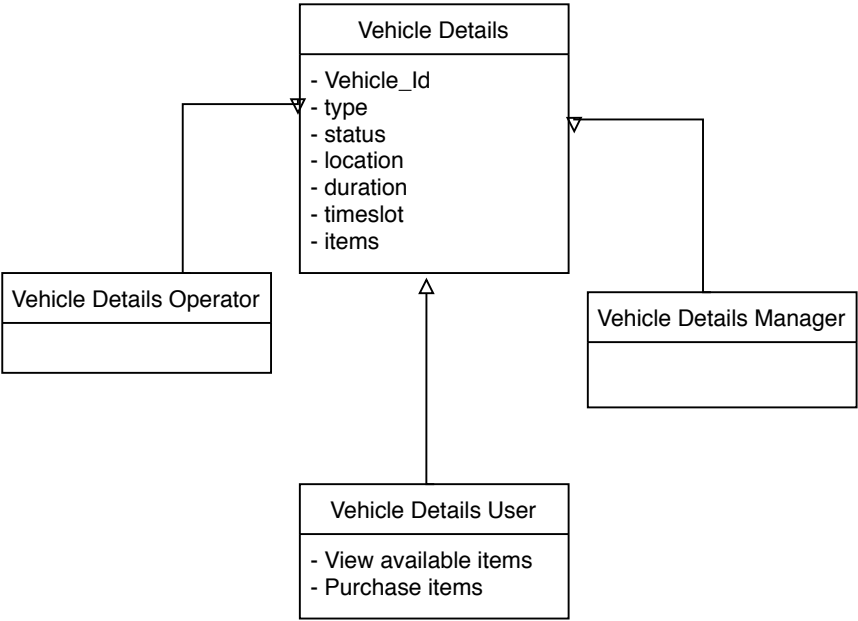 Vehicle Details
- Vehicle_Id
- type
- status
- location
- duration
- timeslot
- items
Vehicle Details Operator
Vehicle Details Manager
Vehicle Details User
- View available items
- Purchase items